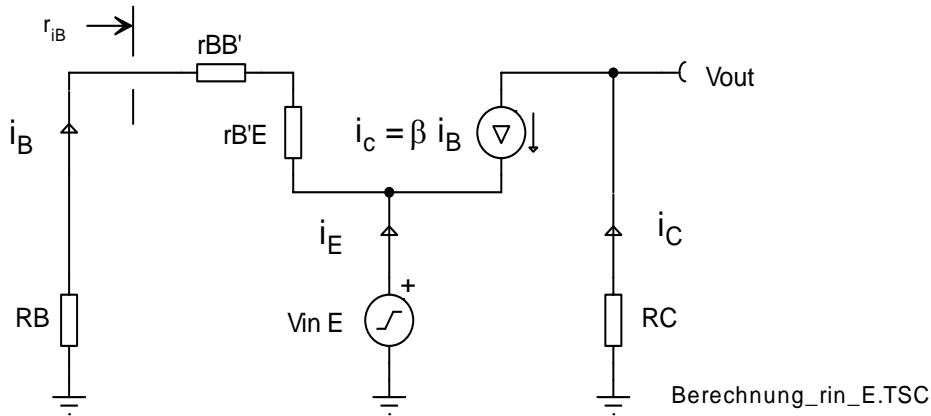 r_iB
rBB'
Vout
i_B
rB'E
i_c = β i_B
i_E
i_C
RB
Vin E
+
RC
Berechnung_rin_E.TSC